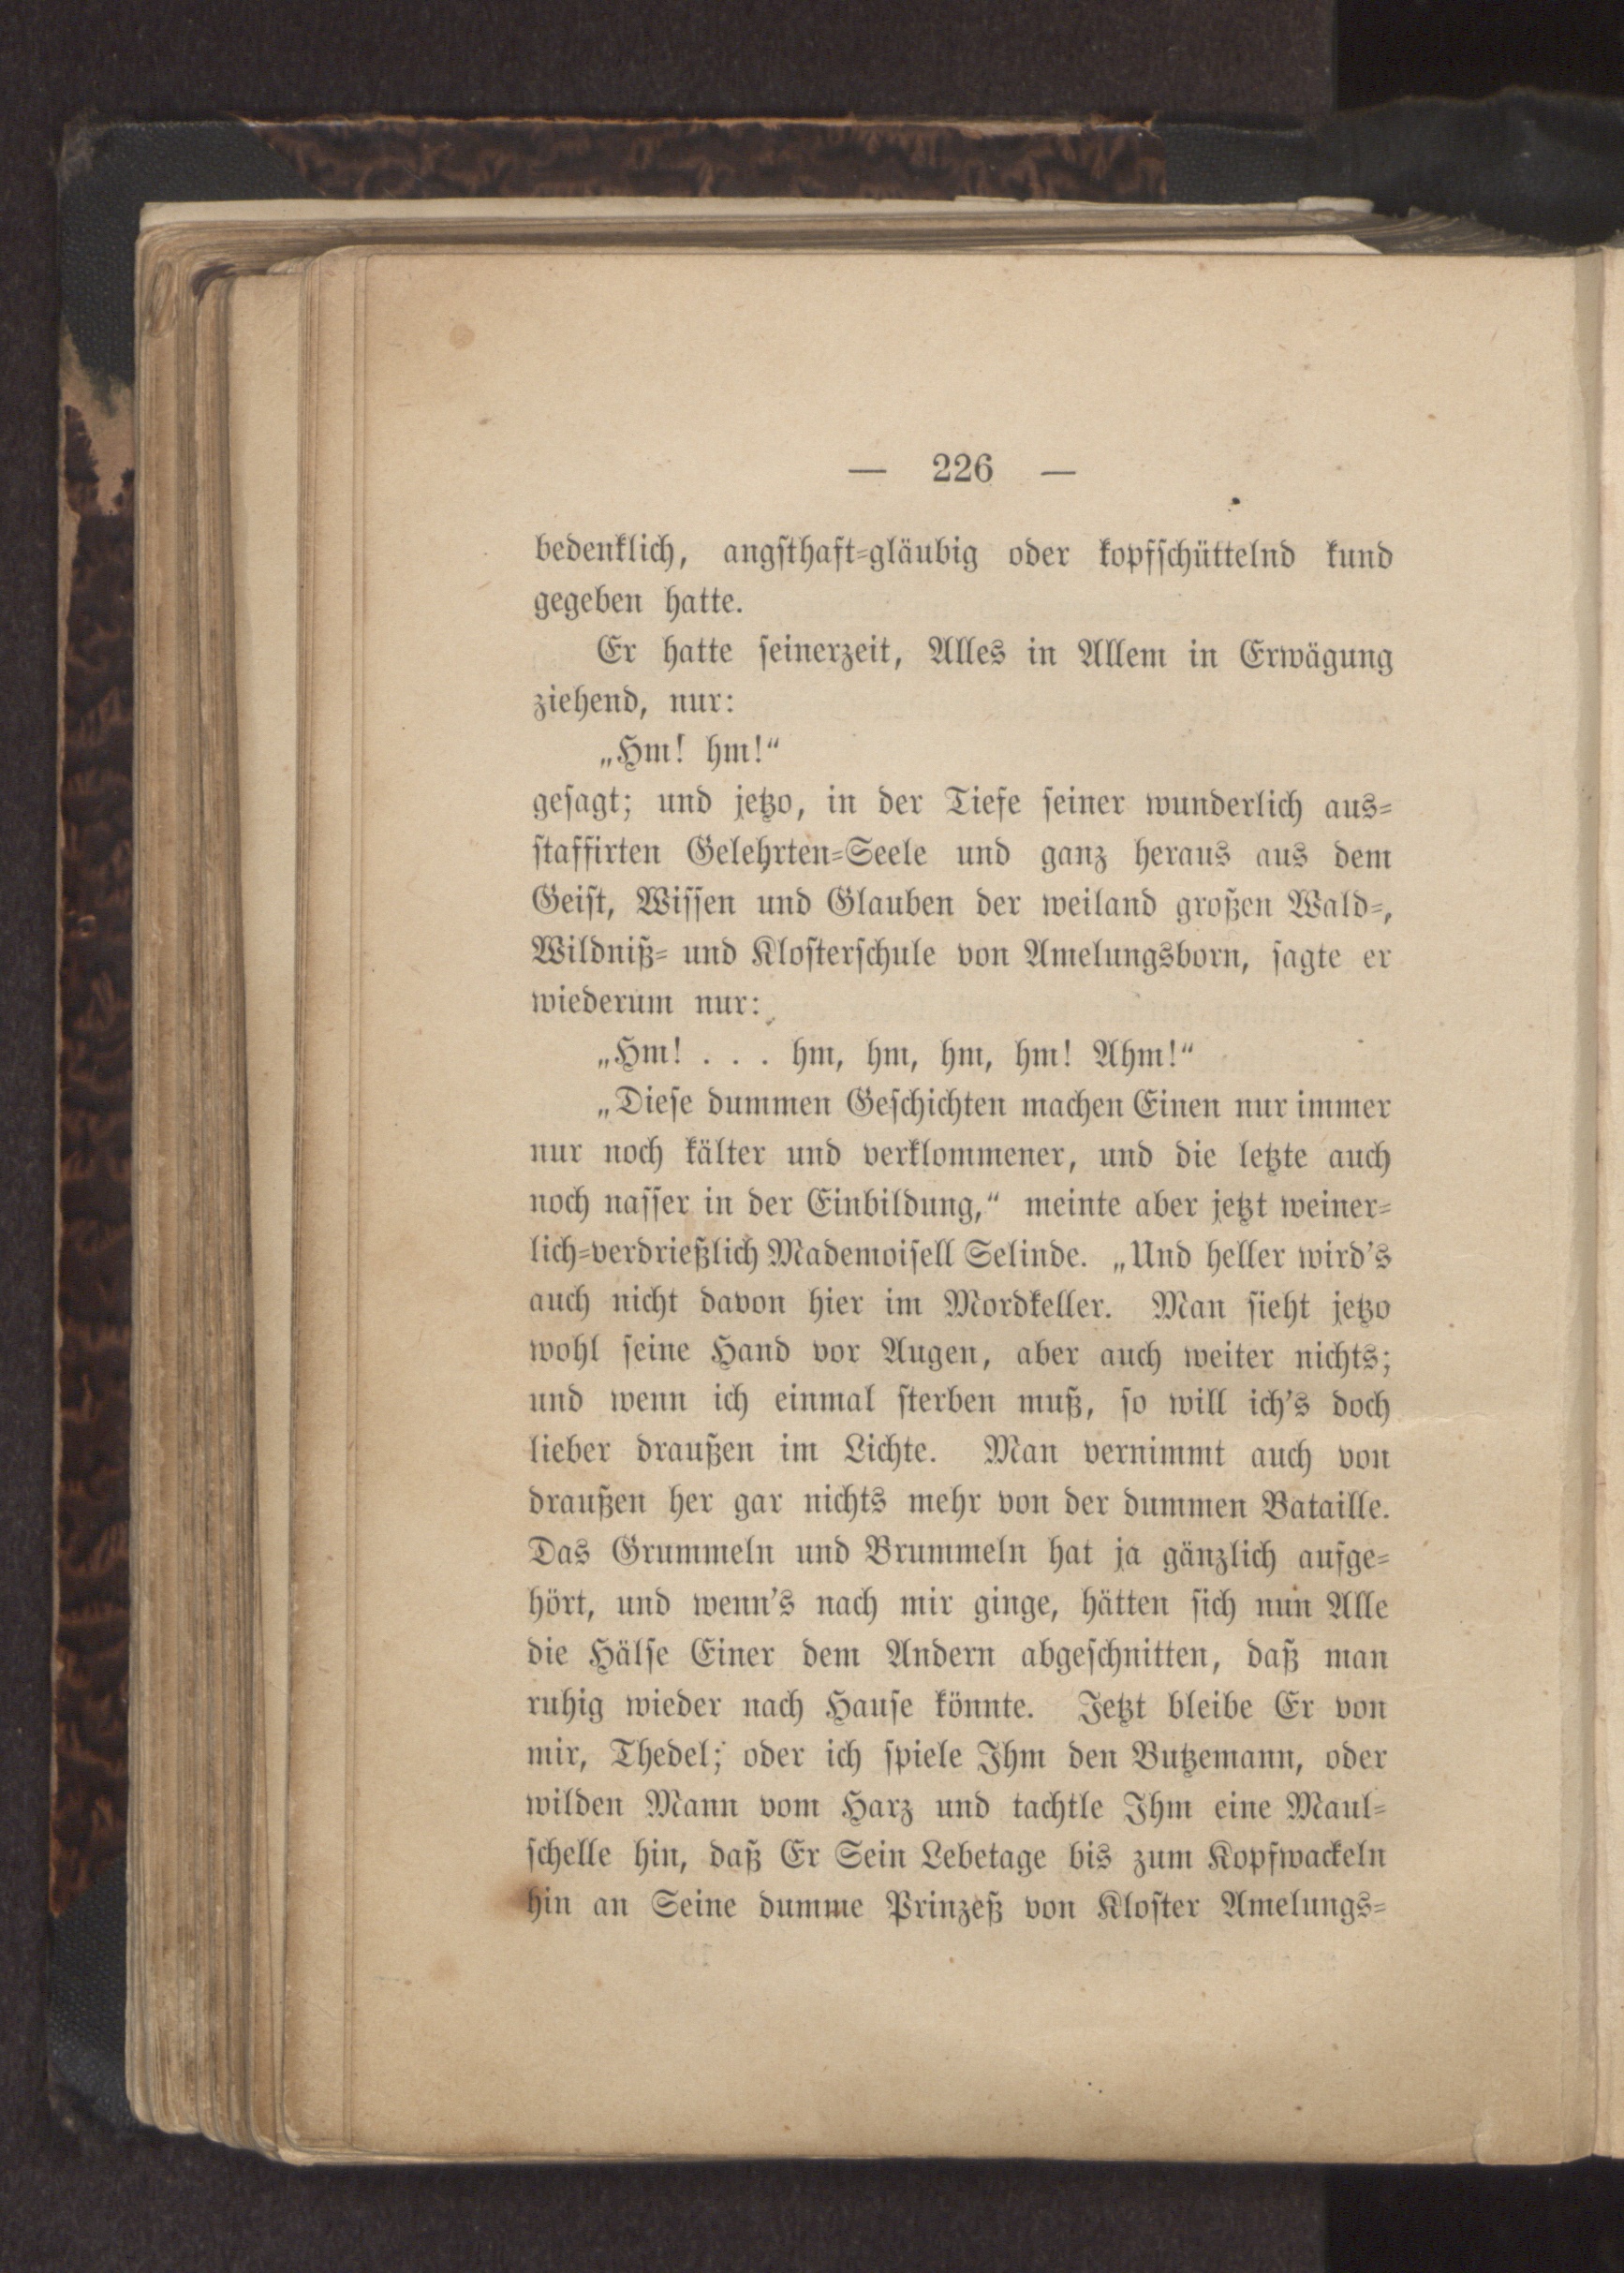 — 226 —
bedenklich, angſthaft-gläubig oder kopfſchüttelnd kund
gegeben hatte.
Er hatte ſeinerzeit, Alles in Allem in Erwägung
ziehend, nur:
„Hm! hm!“
geſagt; und jetzo, in der Tiefe ſeiner wunderlich aus-
ſtaffirten Gelehrten-Seele und ganz heraus aus dem
Geiſt, Wiſſen und Glauben der weiland großen Wald-,
Wildniß- und Kloſterſchule von Amelungsborn, ſagte er
wiederum nur:
„Hm! . . . hm, hm, hm, hm! Ahm!“
„Dieſe dummen Geſchichten machen Einen nur immer
nur noch kälter und verklommener, und die letzte auch
noch naſſer in der Einbildung,“ meinte aber jetzt weiner-
lich-verdrießlich Mademoiſell Selinde. „Und heller wird’s
auch nicht davon hier im Mordkeller. Man ſieht jetzo
wohl ſeine Hand vor Augen, aber auch weiter nichts;
und wenn ich einmal ſterben muß, ſo will ich’s doch
lieber draußen im Lichte. Man vernimmt auch von
draußen her gar nichts mehr von der dummen Bataille.
Das Grummeln und Brummeln hat ja gänzlich aufge-
hört, und wenn’s nach mir ginge, hätten ſich nun Alle
die Hälſe Einer dem Andern abgeſchnitten, daß man
ruhig wieder nach Hauſe könnte. Jetzt bleibe Er von
mir, Thedel; oder ich ſpiele Ihm den Butzemann, oder
wilden Mann vom Harz und tachtle Ihm eine Maul-
ſchelle hin, daß Er Sein Lebetage bis zum Kopfwackeln
hin an Seine dumme Prinzeß von Kloſter Amelungs-